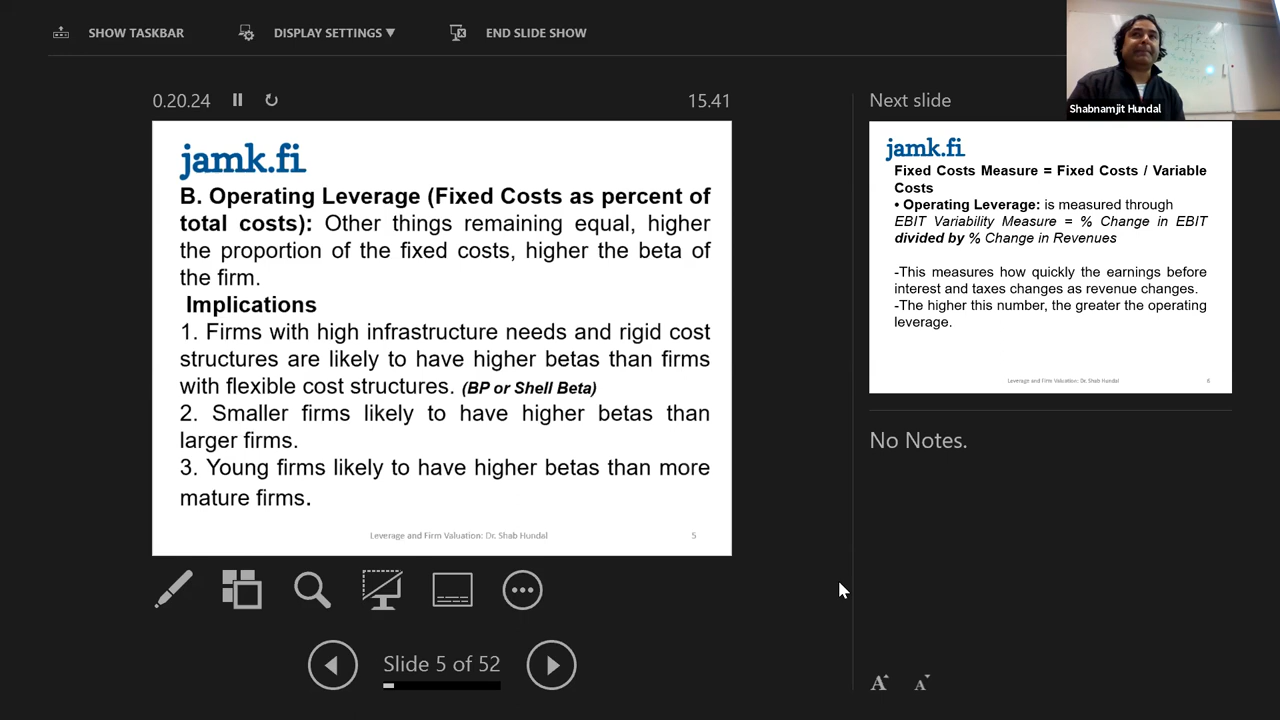 SHOW TASKBAR
DISPLAY SETTINGS ▼
END SLIDE SHOW
Shabnamjit Hundal
0.20.24
15.41
jamk.fi
B. Operating Leverage (Fixed Costs as percent of
total costs): Other things remaining equal, higher
the proportion of the fixed costs, higher the beta of
the firm.
Implications
1. Firms with high infrastructure needs and rigid cost
structures are likely to have higher betas than firms
with flexible cost structures. (BP or Shell Beta)
2. Smaller firms likely to have higher betas than
larger firms.
3. Young firms likely to have higher betas than more
mature firms.
Leverage and Firm Valuation: Dr. Shab Hundal
5
Slide 5 of 52
Next slide
jamk.fi
Fixed Costs Measure = Fixed Costs / Variable
Costs
• Operating Leverage: is measured through
EBIT Variability Measure = % Change in EBIT
divided by % Change in Revenues
-This measures how quickly the earnings before
interest and taxes changes as revenue changes.
-The higher this number, the greater the operating
leverage.
Leverage and Firm Valuation: Dr. Shab Hundal
6
No Notes.
A A